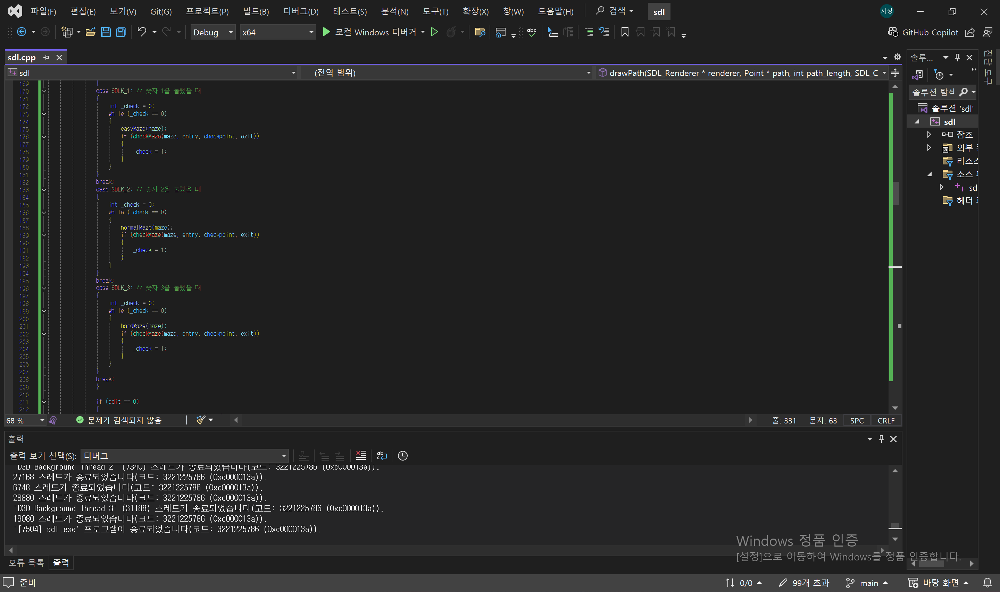 파일(F) 편집(E) 보기(V) Git(G) 프로젝트(P) 빌드(B) 디버그(D) 테스트(S) 분석(N) 도구(T) 확장(X) 창(W) 도움말(H) 검색 sdl 지정
Debug x64 로컬 Windows 디버거 abc GitHub Copilot
sdl.cpp
sdl (전역 범위) drawPath(SDL_Renderer * renderer, Point * path, int path_length, SDL_C
169 }
170 case SDLK_1: // 숫자 1을 눌렀을 때
171 {
172 int _check = 0;
173 while (_check == 0)
174 {
175 easyMaze(maze);
176 if (checkMaze(maze, entry, checkpoint, exit))
177 {
178 _check = 1;
179 }
180 }
181 }
182 break;
183 case SDLK_2: // 숫자 2을 눌렀을 때
184 {
185 int _check = 0;
186 while (_check == 0)
187 {
188 normalMaze(maze);
189 if (checkMaze(maze, entry, checkpoint, exit))
190 {
191 _check = 1;
192 }
193 }
194 }
195 break;
196 case SDLK_3: // 숫자 3을 눌렀을 때
197 {
198 int _check = 0;
199 while (_check == 0)
200 {
201 hardMaze(maze);
202 if (checkMaze(maze, entry, checkpoint, exit))
203 {
204 _check = 1;
205 }
206 }
207 }
208 break;
209 }
210
211 if (edit == 0)
212 {
68 % 문제가 검색되지 않음 줄: 331 문자: 63 SPC CRLF
출력
출력 보기 선택(S): 디버그
'D3D Background Thread 2' (7340) 스레드가 종료되었습니다(코드: 3221225786 (0xc000013a)).
27168 스레드가 종료되었습니다(코드: 3221225786 (0xc000013a)).
6748 스레드가 종료되었습니다(코드: 3221225786 (0xc000013a)).
28880 스레드가 종료되었습니다(코드: 3221225786 (0xc000013a)).
'D3D Background Thread 3' (31188) 스레드가 종료되었습니다(코드: 3221225786 (0xc000013a)).
19080 스레드가 종료되었습니다(코드: 3221225786 (0xc000013a)).
'[7504] sdl.exe' 프로그램이 종료되었습니다(코드: 3221225786 (0xc000013a)).
오류 목록 출력
솔루...
솔루션 탐색
솔루션 'sdl'
sdl
참조
외부
리소스
소스
sd
헤더
진단 도구
Windows 정품 인증
[설정]으로 이동하여 Windows를 정품 인증합니다.
준비 0/0 99개 초과 main 바탕 화면